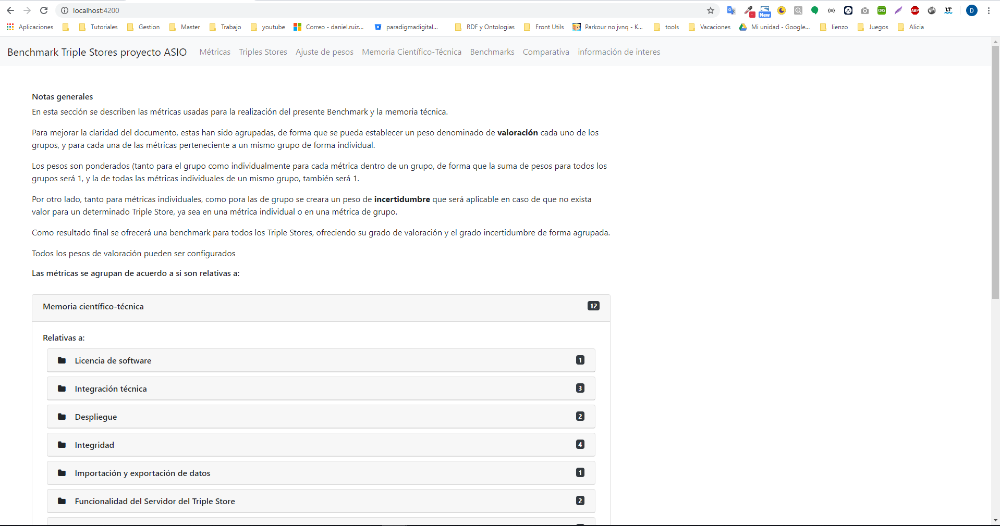 localhost:4200
New
ABP
LT
D
Aplicaciones Tutoriales Gestion Master Trabajo youtube Correo - daniel.ruiz... paradigmadigital... RDF y Ontologias Front Utils Parkour no jvnq - K... tools Vacaciones Mi unidad - Google... lienzo Juegos Alicia
Benchmark Triple Stores proyecto ASIO Métricas Triples Stores Ajuste de pesos Memoria Científico-Técnica Benchmarks Comparativa información de interes
Notas generales
En esta sección se describen las métricas usadas para la realización del presente Benchmark y la memoria técnica.
Para mejorar la claridad del documento, estas han sido agrupadas, de forma que se pueda establecer un peso denominado de valoración cada uno de los
grupos, y para cada una de las métricas perteneciente a un mismo grupo de forma individual.
Los pesos son ponderados (tanto para el grupo como individualmente para cada métrica dentro de un grupo, de forma que la suma de pesos para todos los
grupos será 1, y la de todas las métricas individuales de un mismo grupo, también será 1.
Por otro lado, tanto para métricas individuales, como pora las de grupo se creara un peso de incertidumbre que será aplicable en caso de que no exista
valor para un determinado Triple Store, ya sea en una métrica individual o en una métrica de grupo.
Como resultado final se ofrecerá una benchmark para todos los Triple Stores, ofreciendo su grado de valoración y el grado incertidumbre de forma agrupada.
Todos los pesos de valoración pueden ser configurados
Las métricas se agrupan de acuerdo a si son relativas a:
Memoria científico-técnica 12
Relativas a:
Licencia de software 1
Integración técnica 3
Despliegue 2
Integridad 4
Importación y exportación de datos 1
Funcionalidad del Servidor del Triple Store 2